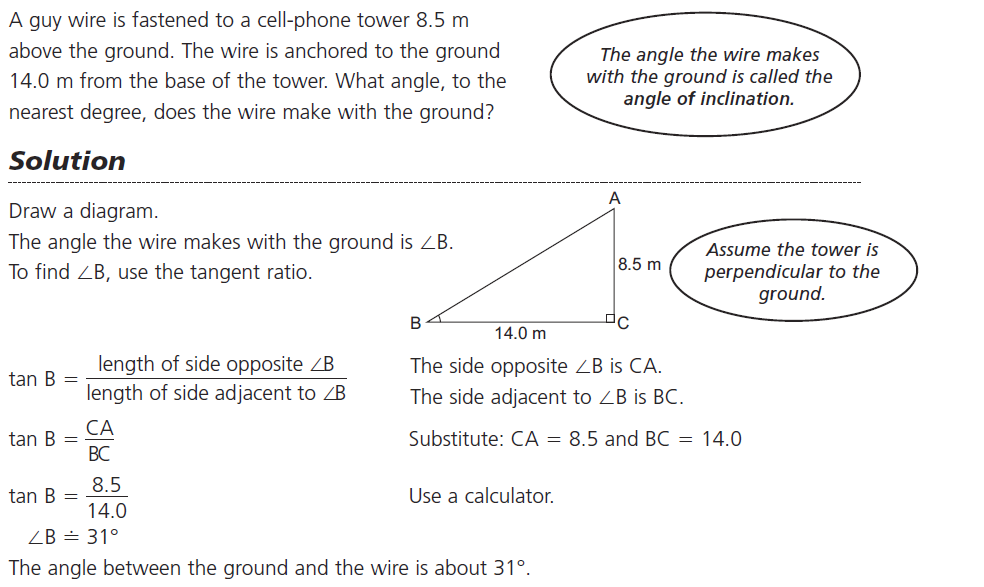 A guy wire is fastened to a cell-phone tower 8.5 m
above the ground. The wire is anchored to the ground
14.0 m from the base of the tower. What angle, to the
nearest degree, does the wire make with the ground?
The angle the wire makes
with the ground is called the
angle of inclination.
Solution
Draw a diagram.
The angle the wire makes with the ground is ∠B.
To find ∠B, use the tangent ratio.
A
8.5 m
B
C
14.0 m
Assume the tower is
perpendicular to the
ground.
tan B = length of side opposite ∠B / length of side adjacent to ∠B
The side opposite ∠B is CA.
The side adjacent to ∠B is BC.
tan B = CA / BC
Substitute: CA = 8.5 and BC = 14.0
tan B = 8.5 / 14.0
Use a calculator.
∠B ≐ 31°
The angle between the ground and the wire is about 31°.